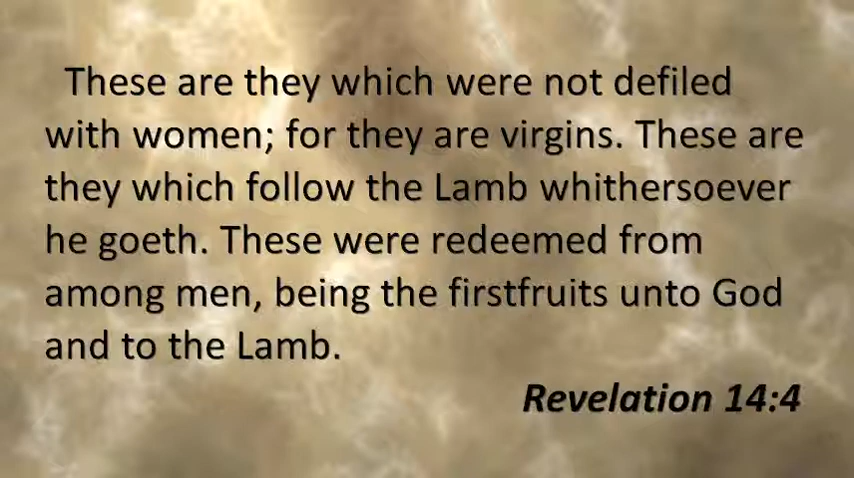 These are they which were not defiled
with women; for they are virgins. These are
they which follow the Lamb whithersoever
he goeth. These were redeemed from
among men, being the firstfruits unto God
and to the Lamb.
Revelation 14:4